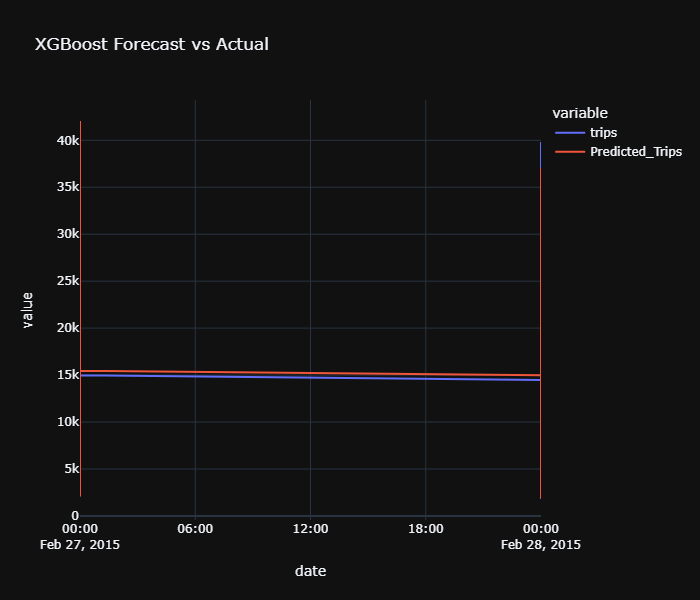 XGBoost Forecast vs Actual
variable
trips
Predicted_Trips
40k
35k
30k
25k
20k
15k
10k
5k
0
value
00:00 06:00 12:00 18:00 00:00
Feb 27, 2015 Feb 28, 2015
date